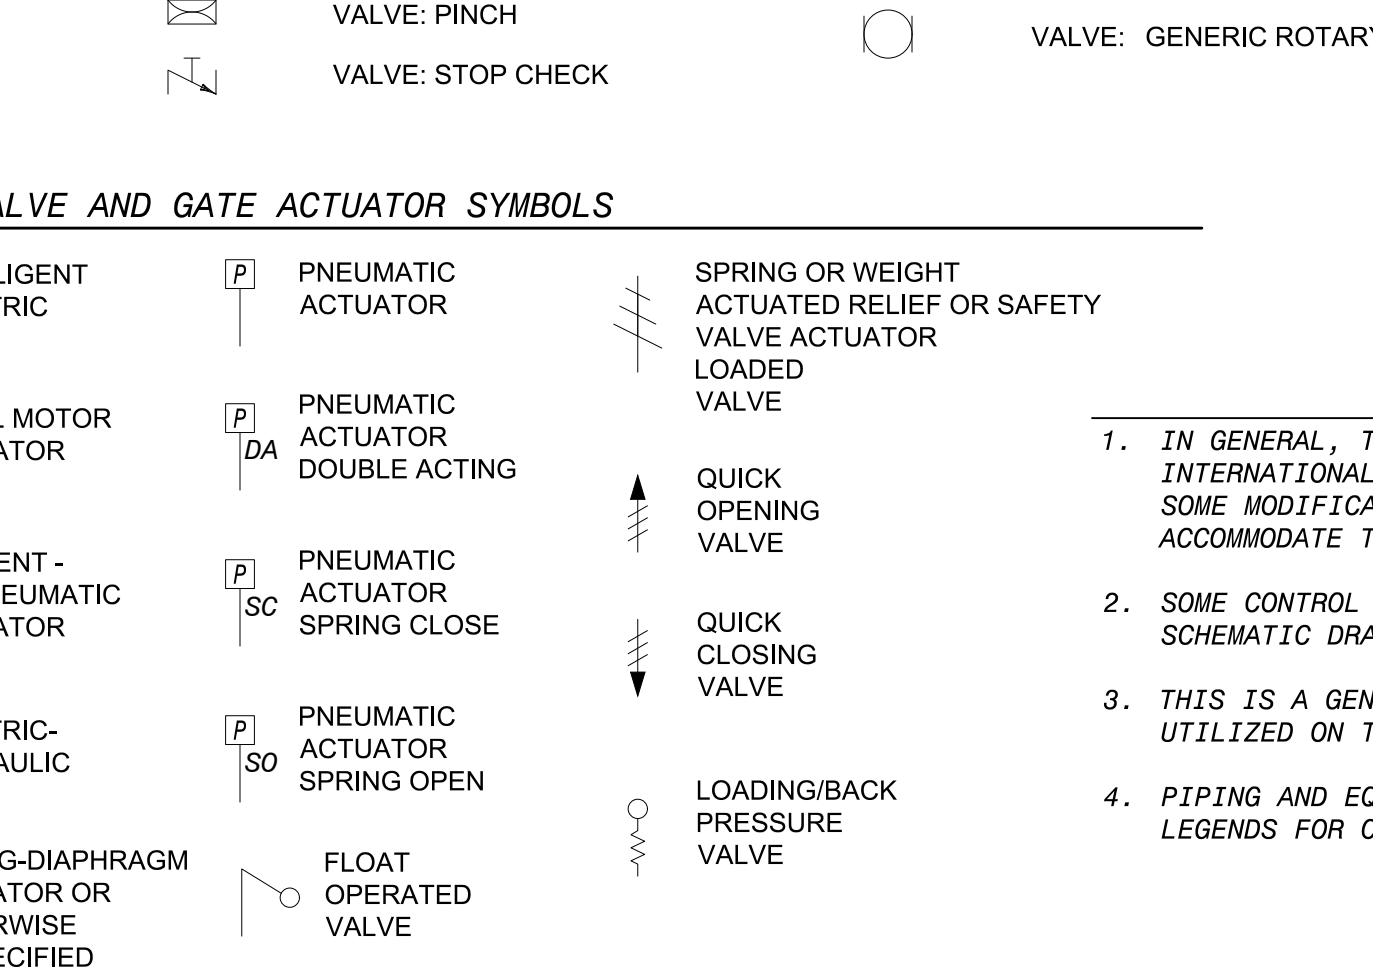 VALVE: PINCH
VALVE: GENERIC ROTARY
VALVE: STOP CHECK
ALVE AND GATE ACTUATOR SYMBOLS
LIGENT
TRIC
L MOTOR
ATOR
ENT -
EUMATIC
ATOR
TRIC-
AULIC
G-DIAPHRAGM
ATOR OR
RWISE
ECIFIED
P
PNEUMATIC
ACTUATOR
P
DA
PNEUMATIC
ACTUATOR
DOUBLE ACTING
P
SC
PNEUMATIC
ACTUATOR
SPRING CLOSE
P
SO
PNEUMATIC
ACTUATOR
SPRING OPEN
FLOAT
OPERATED
VALVE
SPRING OR WEIGHT
ACTUATED RELIEF OR SAFETY
VALVE ACTUATOR
LOADED
VALVE
QUICK
OPENING
VALVE
QUICK
CLOSING
VALVE
LOADING/BACK
PRESSURE
VALVE
1. IN GENERAL, T
INTERNATIONAL
SOME MODIFICA
ACCOMMODATE T
2. SOME CONTROL
SCHEMATIC DRA
3. THIS IS A GEN
UTILIZED ON T
4. PIPING AND EQ
LEGENDS FOR C